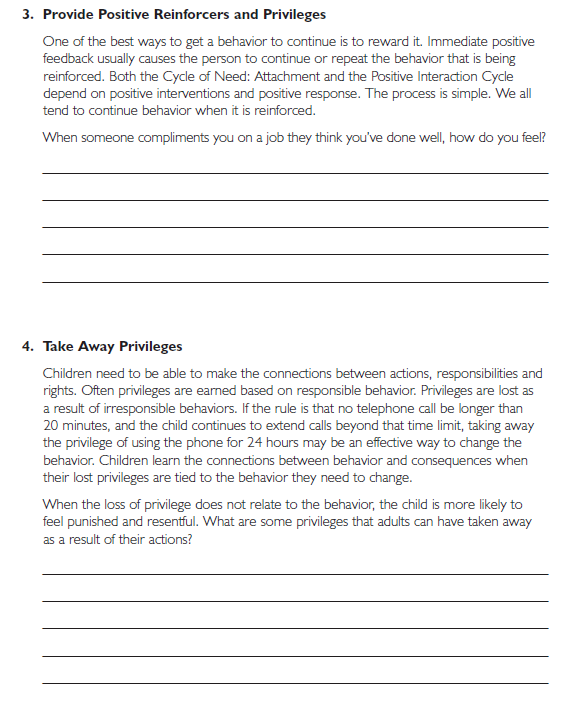 3. Provide Positive Reinforcers and Privileges
One of the best ways to get a behavior to continue is to reward it. Immediate positive
feedback usually causes the person to continue or repeat the behavior that is being
reinforced. Both the Cycle of Need: Attachment and the Positive Interaction Cycle
depend on positive interventions and positive response. The process is simple. We all
tend to continue behavior when it is reinforced.
When someone compliments you on a job they think you've done well, how do you feel?
4. Take Away Privileges
Children need to be able to make the connections between actions, responsibilities and
rights. Often privileges are earned based on responsible behavior. Privileges are lost as
a result of irresponsible behaviors. If the rule is that no telephone call be longer than
20 minutes, and the child continues to extend calls beyond that time limit, taking away
the privilege of using the phone for 24 hours may be an effective way to change the
behavior. Children learn the connections between behavior and consequences when
their lost privileges are tied to the behavior they need to change.
When the loss of privilege does not relate to the behavior, the child is more likely to
feel punished and resentful. What are some privileges that adults can have taken away
as a result of their actions?